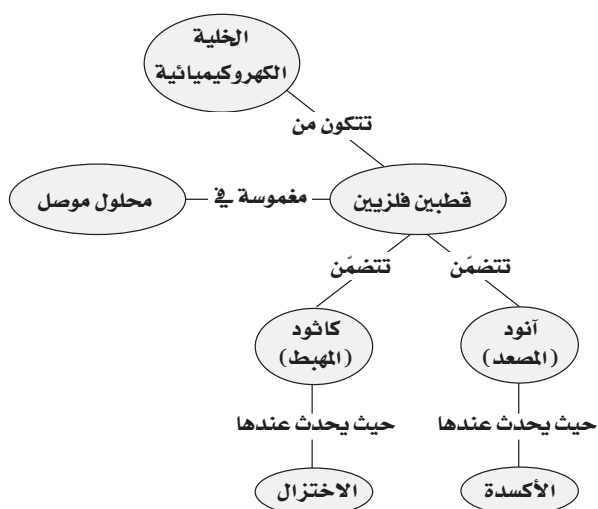 الخلية
الكهروكيميائية
تتكون من
قطبين فلزيين
مغموسة في
محلول موصل
تتضمّن
تتضمّن
آنود
(المصعد)
كاثود
(المهبط)
حيث يحدث عندها
حيث يحدث عندها
الأكسدة
الاختزال